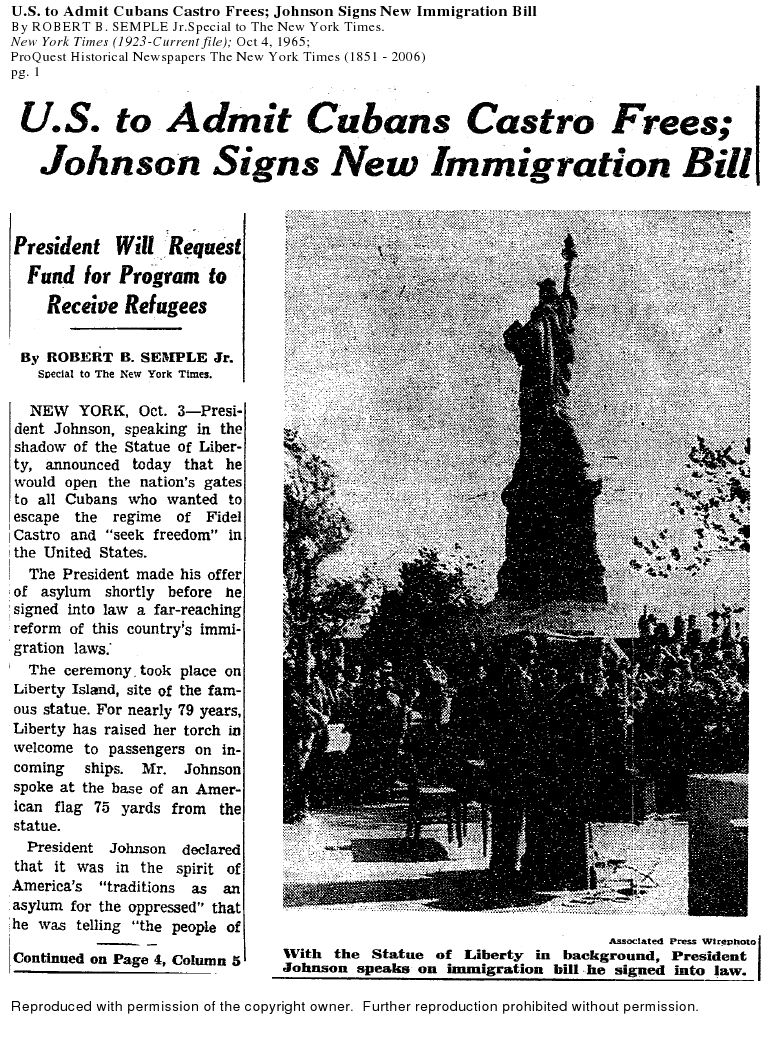 U.S. to Admit Cubans Castro Frees; Johnson Signs New Immigration Bill
By ROBERT B. SEMPLE Jr.Special to The New York Times.
New York Times (1923-Current file); Oct 4, 1965;
ProQuest Historical Newspapers The New York Times (1851 - 2006)
pg. 1
U.S. to Admit Cubans Castro Frees;
Johnson Signs New Immigration Bill
President Will Request
Fund for Program to
Receive Refugees
By ROBERT B. SEMPLE Jr.
Special to The New York Times.
NEW YORK, Oct. 3—Presi-
dent Johnson, speaking in the
shadow of the Statue of Liber-
ty, announced today that he
would open the nation's gates
to all Cubans who wanted to
escape the regime of Fidel
Castro and "seek freedom" in
the United States.
The President made his offer
of asylum shortly before he
signed into law a far-reaching
reform of this country's immi-
gration laws.
The ceremony took place on
Liberty Island, site of the fam-
ous statue. For nearly 79 years,
Liberty has raised her torch in
welcome to passengers on in-
coming ships. Mr. Johnson
spoke at the base of an Amer-
ican flag 75 yards from the
statue.
President Johnson declared
that it was in the spirit of
America's "traditions as an
asylum for the oppressed" that
he was telling "the people of
Continued on Page 4, Column 5
Associated Press Wirephoto
With the Statue of Liberty in background, President
Johnson speaks on immigration bill he signed into law.
Reproduced with permission of the copyright owner. Further reproduction prohibited without permission.